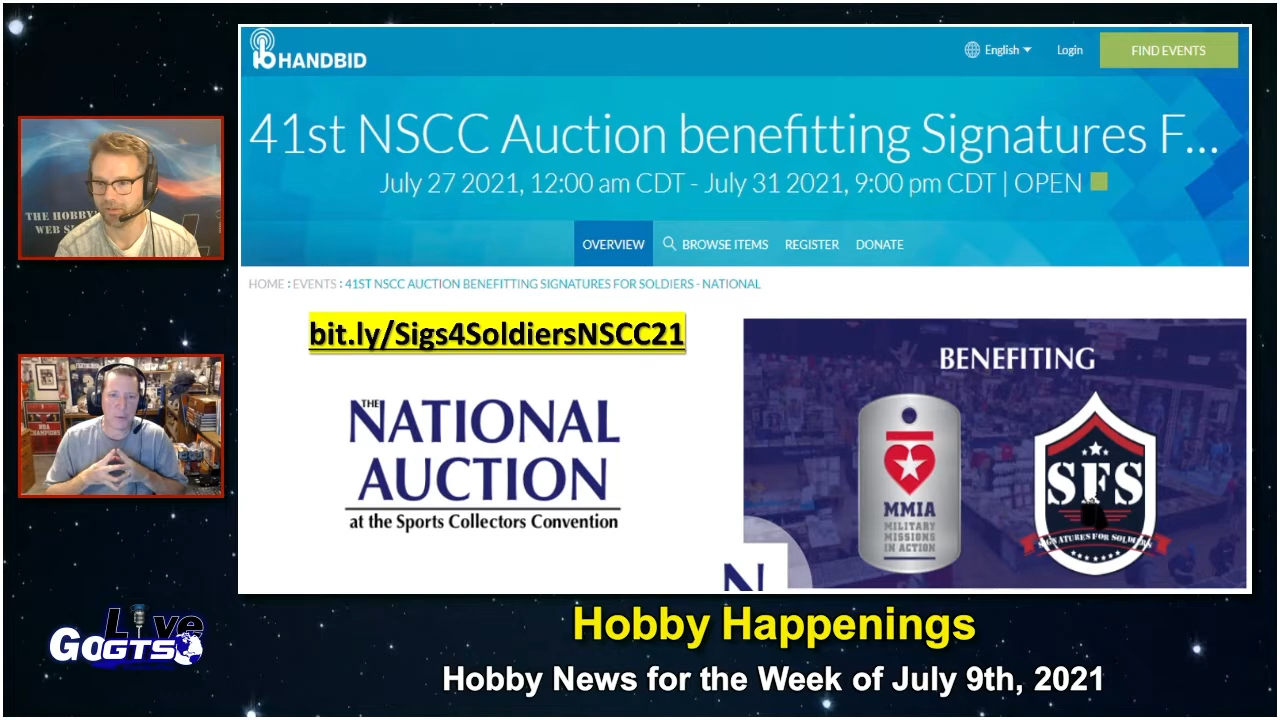 HANDBID
English
Login
FIND EVENTS
41st NSCC Auction benefitting Signatures F...
July 27 2021, 12:00 am CDT - July 31 2021, 9:00 pm CDT | OPEN
OVERVIEW
BROWSE ITEMS
REGISTER
DONATE
HOME : EVENTS : 41ST NSCC AUCTION BENEFITTING SIGNATURES FOR SOLDIERS - NATIONAL
bit.ly/Sigs4SoldiersNSCC21
THE
NATIONAL
AUCTION
at the Sports Collectors Convention
BENEFITING
MMIA
MILITARY
MISSIONS
IN ACTION
SFS
SIGNATURES FOR SOLDIERS
N
THE HOBBY
WEB
NBA
CHAMPIONS
Live
GoGTS
Hobby Happenings
Hobby News for the Week of July 9th, 2021